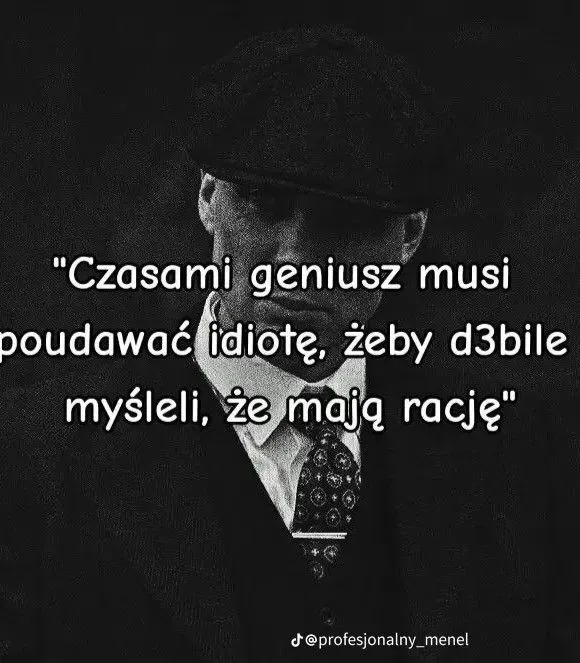 "Czasami geniusz musi
poudawać idiotę, żeby d3bile
myśleli, że mają rację"
@profesjonalny_menel